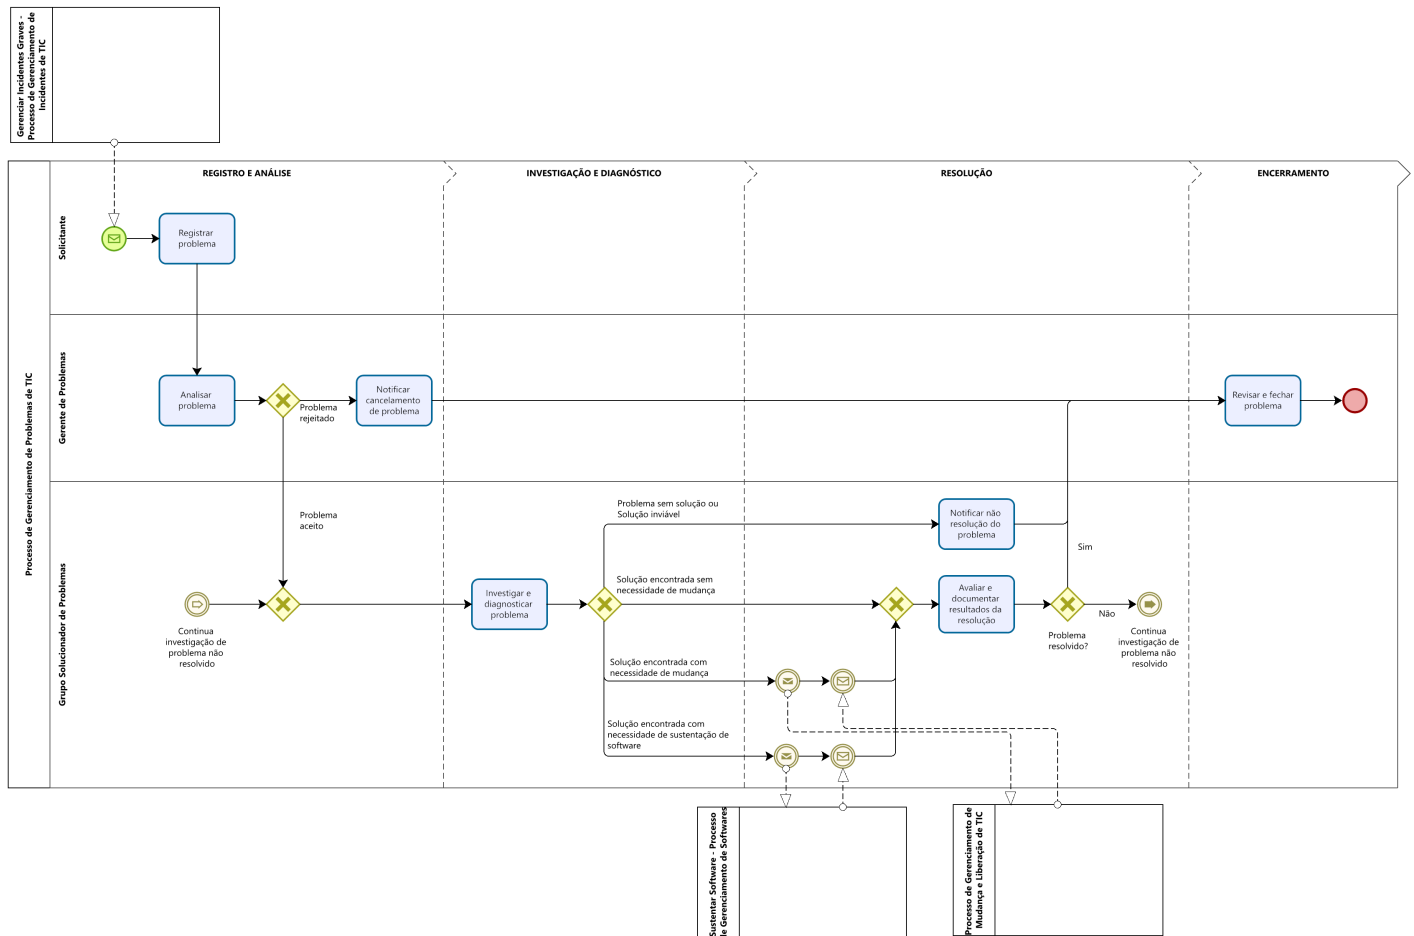 Gerenciar Incidentes Graves -
Processo de Gerenciamento de
Incidentes de TIC
Processo de Gerenciamento de Problemas de TIC
REGISTRO E ANÁLISE
INVESTIGAÇÃO E DIAGNÓSTICO
RESOLUÇÃO
ENCERRAMENTO
Solicitante
Registrar
problema
Gerente de Problemas
Analisar
problema
Problema
rejeitado
Notificar
cancelamento
de problema
Revisar e fechar
problema
Grupo Solucionador de Problemas
Problema
aceito
Continua
investigação de
problema não
resolvido
Investigar e
diagnosticar
problema
Problema sem solução ou
Solução inviável
Solução encontrada sem
necessidade de mudança
Solução encontrada com
necessidade de mudança
Solução encontrada com
necessidade de sustentação de
software
Notificar não
resolução do
problema
Avaliar e
documentar
resultados da
resolução
Sim
Problema
resolvido?
Não
Continua
investigação de
problema não
resolvido
Sustentar Software - Processo
de Gerenciamento de Softwares
Processo de Gerenciamento de
Mudança e Liberação de TIC